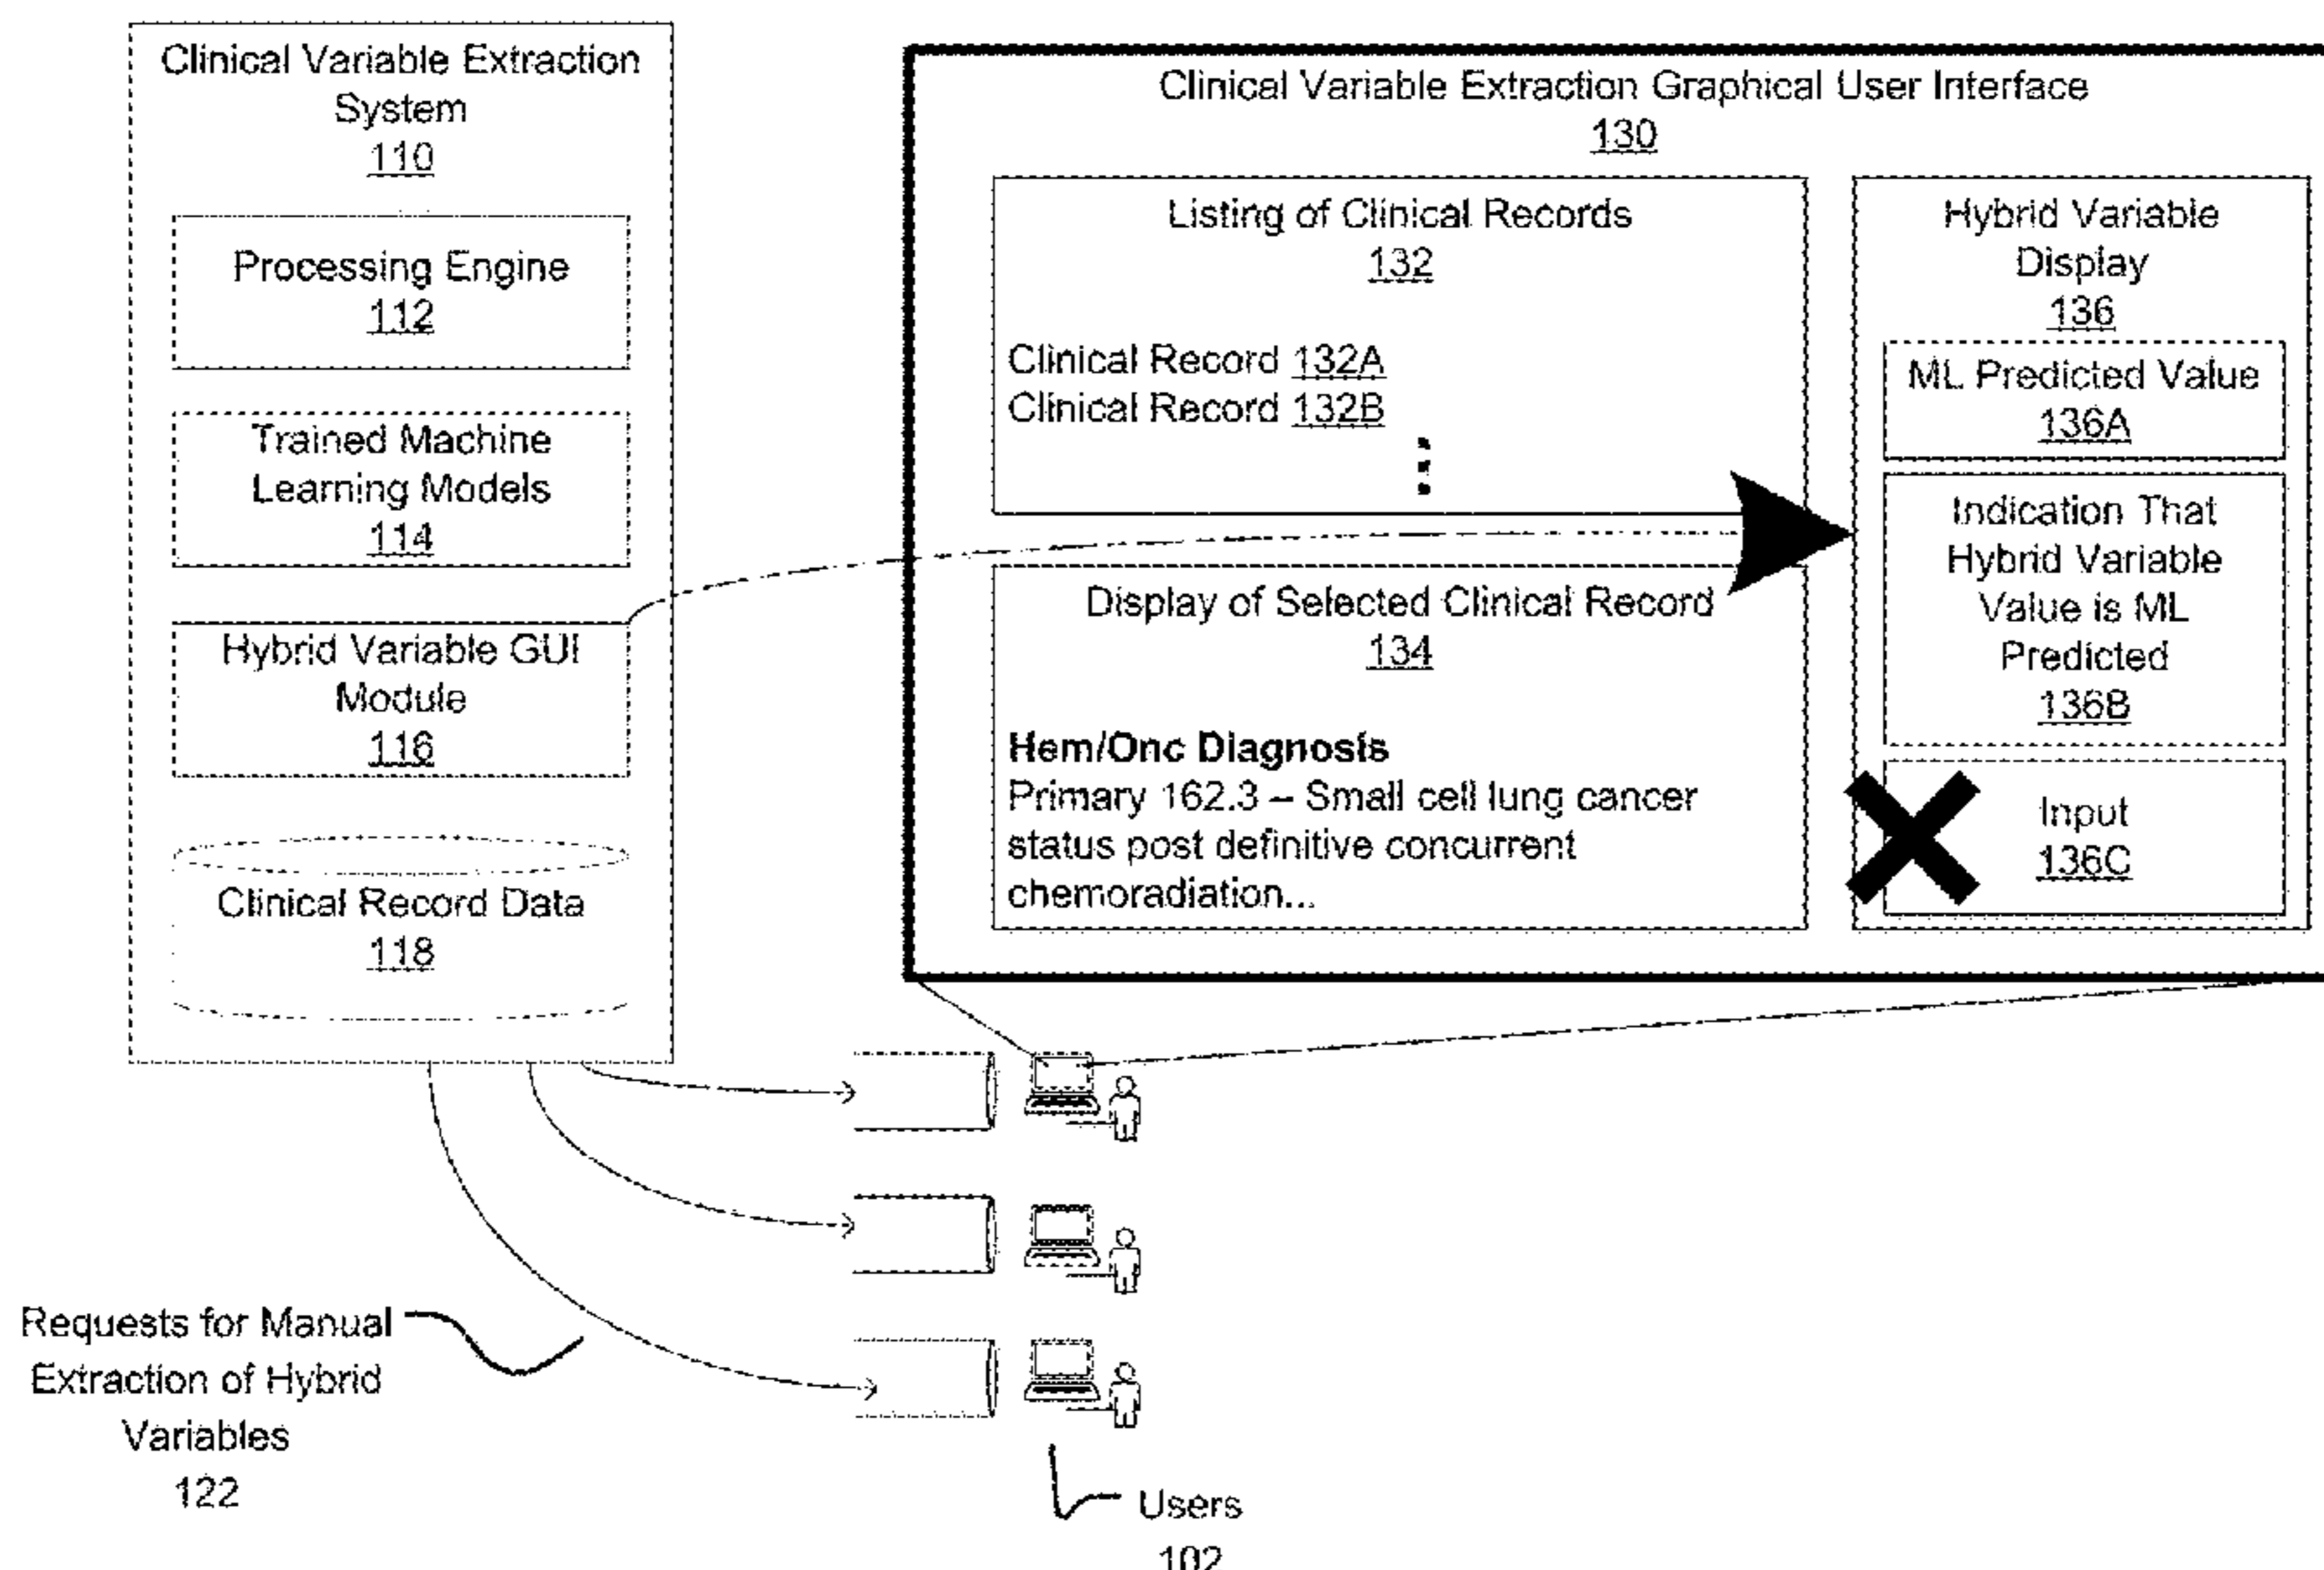 Clinical Variable Extraction
System
110
Processing Engine
112
Trained Machine
Learning Models
114
Hybrid Variable GUI
Module
116
Clinical Record Data
118
Clinical Variable Extraction Graphical User Interface
130
Listing of Clinical Records
132
Clinical Record 132A
Clinical Record 132B
Display of Selected Clinical Record
134
Hem/Onc Diagnosis
Primary 162.3 – Small cell lung cancer
status post definitive concurrent
chemoradiation...
Hybrid Variable
Display
136
ML Predicted Value
136A
Indication That
Hybrid Variable
Value is ML
Predicted
136B
Input
136C
Requests for Manual
Extraction of Hybrid
Variables
122
Users
102